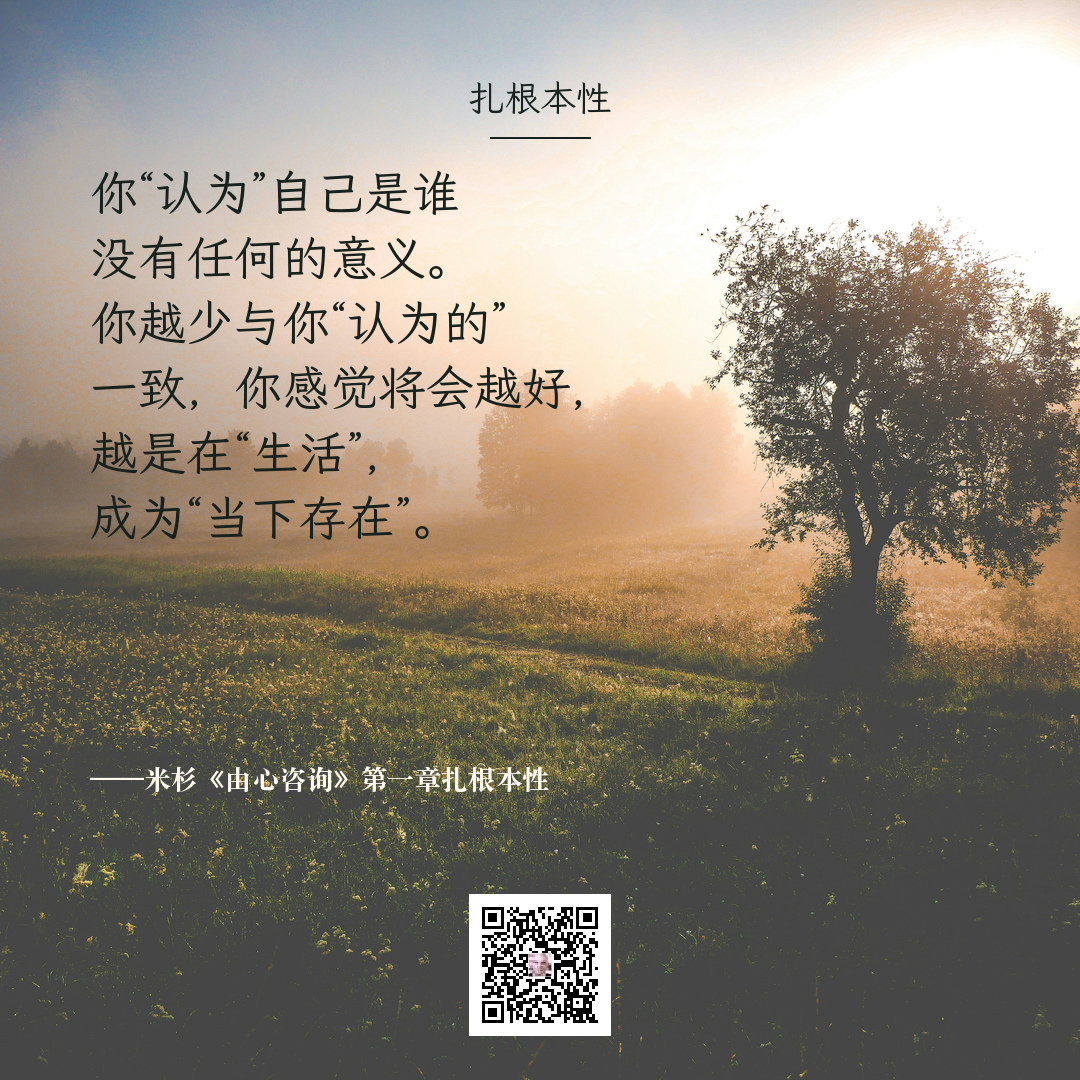 扎根本性
你“认为”自己是谁
没有任何的意义。
你越少与你“认为的”
一致，你感觉将会越好，
越是在“生活”，
成为“当下存在”。
——米杉《由心咨询》第一章扎根本性